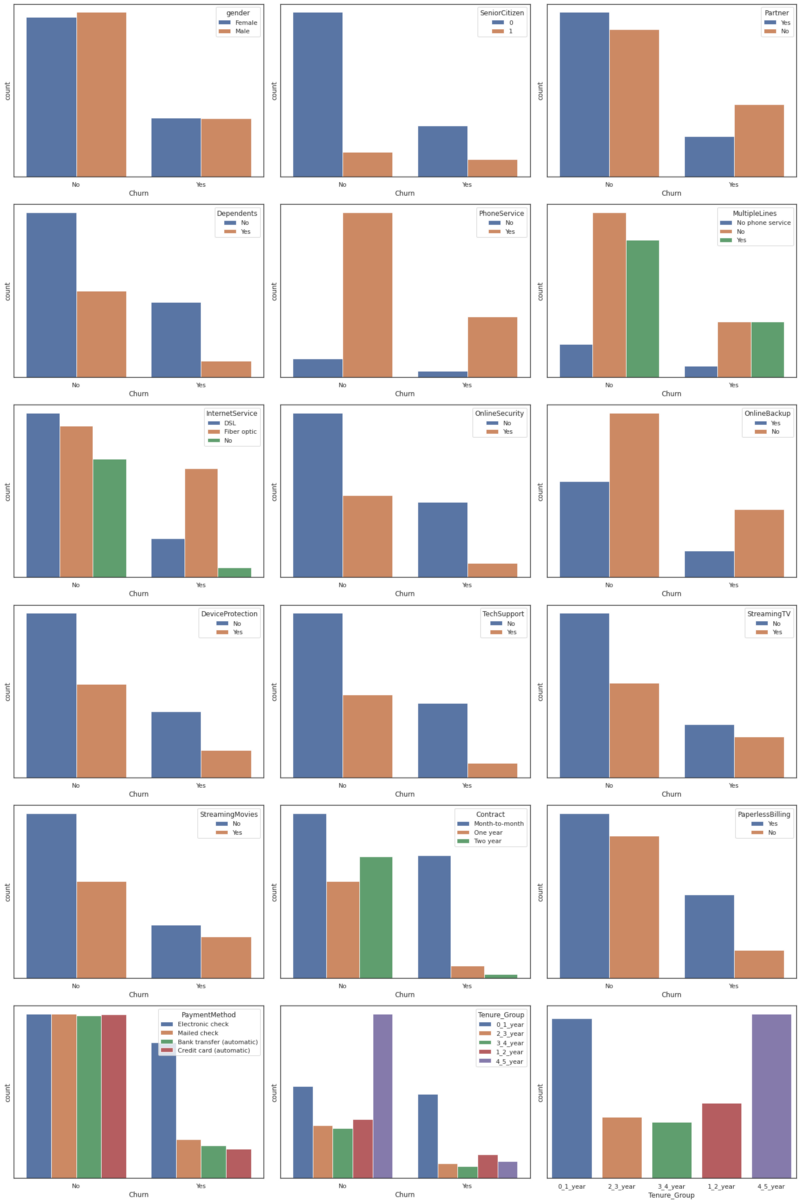 gender
Female
Male
count
No Yes
Churn
SeniorCitizen
0
1
count
No Yes
Churn
Partner
Yes
No
count
No Yes
Churn
Dependents
No
Yes
count
No Yes
Churn
PhoneService
No
Yes
count
No Yes
Churn
MultipleLines
No phone service
No
Yes
count
No Yes
Churn
InternetService
DSL
Fiber optic
No
count
No Yes
Churn
OnlineSecurity
No
Yes
count
No Yes
Churn
OnlineBackup
Yes
No
count
No Yes
Churn
DeviceProtection
No
Yes
count
No Yes
Churn
TechSupport
No
Yes
count
No Yes
Churn
StreamingTV
No
Yes
count
No Yes
Churn
StreamingMovies
No
Yes
count
No Yes
Churn
Contract
Month-to-month
One year
Two year
count
No Yes
Churn
PaperlessBilling
Yes
No
count
No Yes
Churn
PaymentMethod
Electronic check
Mailed check
Bank transfer (automatic)
Credit card (automatic)
count
No Yes
Churn
Tenure_Group
0_1_year
2_3_year
3_4_year
1_2_year
4_5_year
count
No Yes
Churn
count
0_1_year 2_3_year 3_4_year 1_2_year 4_5_year
Tenure_Group